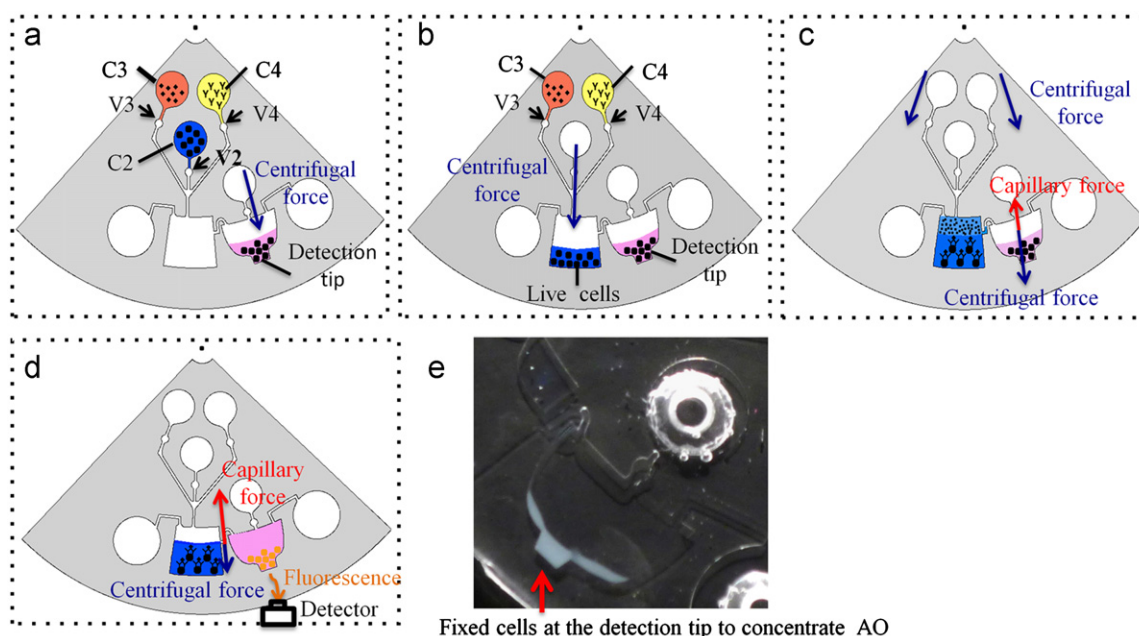 a
C3
C4
V3
V4
C2
V2
Centrifugal
force
Detection
tip
b
C3
C4
V3
V4
Centrifugal
force
Detection
tip
Live cells
c
Centrifugal
force
Capillary force
Centrifugal force
d
Capillary
force
Centrifugal force
Fluorescence
Detector
e
Fixed cells at the detection tip to concentrate AO